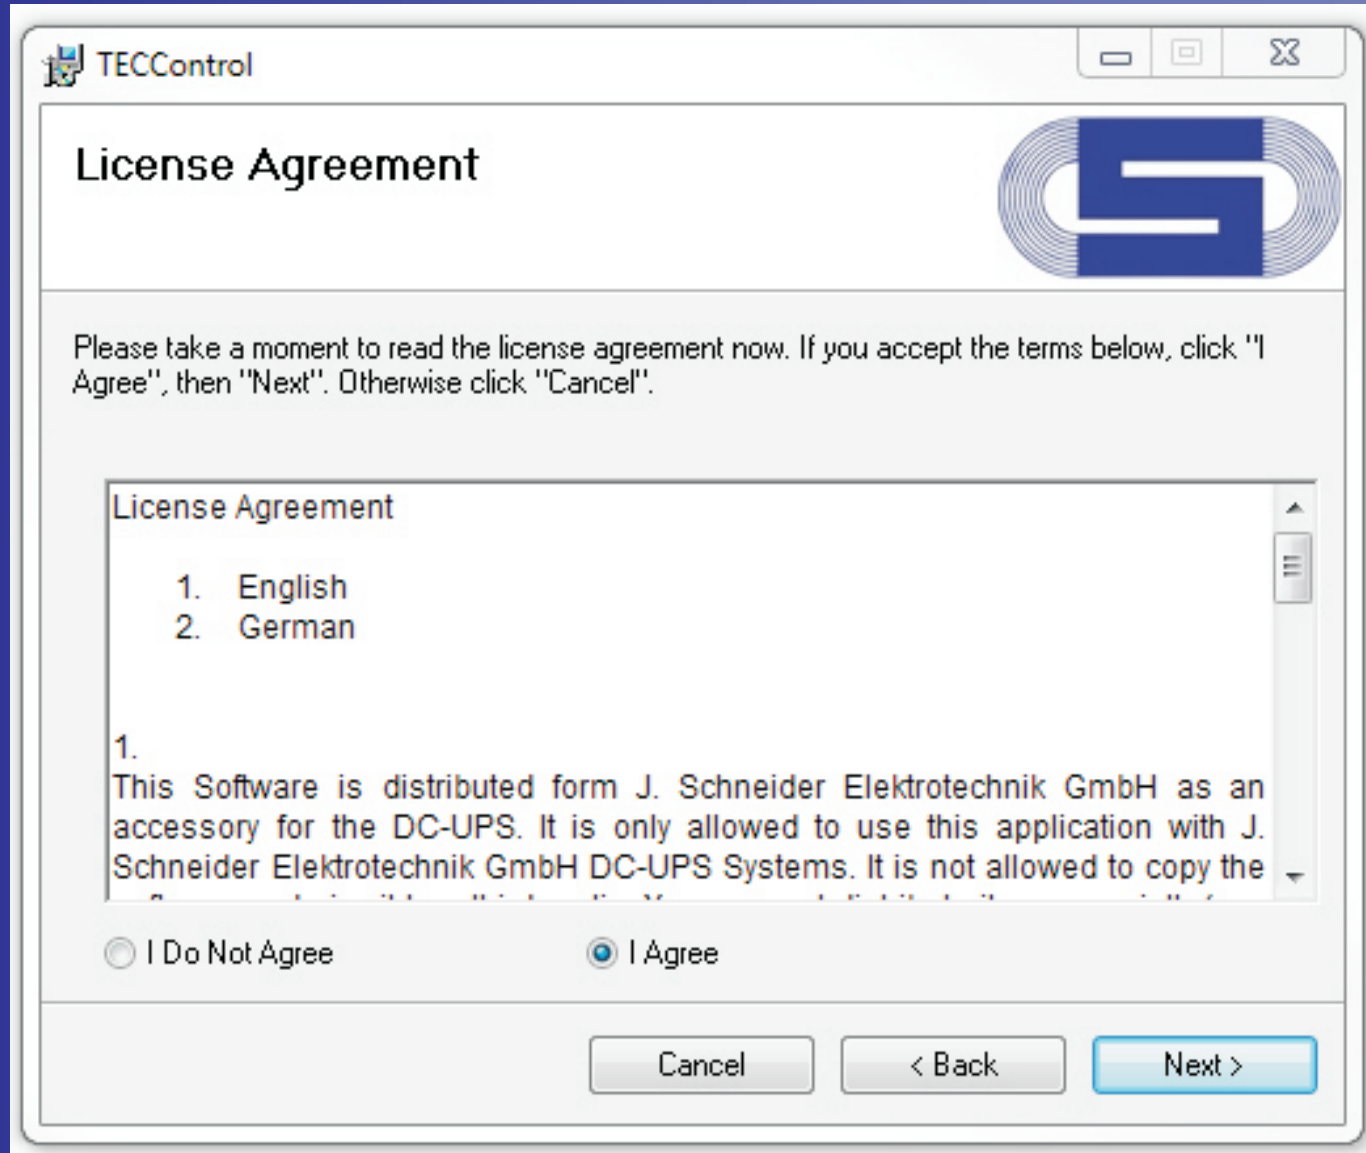 TECControl
License Agreement
Please take a moment to read the license agreement now. If you accept the terms below, click "I
Agree", then "Next". Otherwise click "Cancel".
License Agreement
1. English
2. German
1.
This Software is distributed form J. Schneider Elektrotechnik GmbH as an
accessory for the DC-UPS. It is only allowed to use this application with J.
Schneider Elektrotechnik GmbH DC-UPS Systems. It is not allowed to copy the
I Do Not Agree
I Agree
Cancel
< Back
Next >